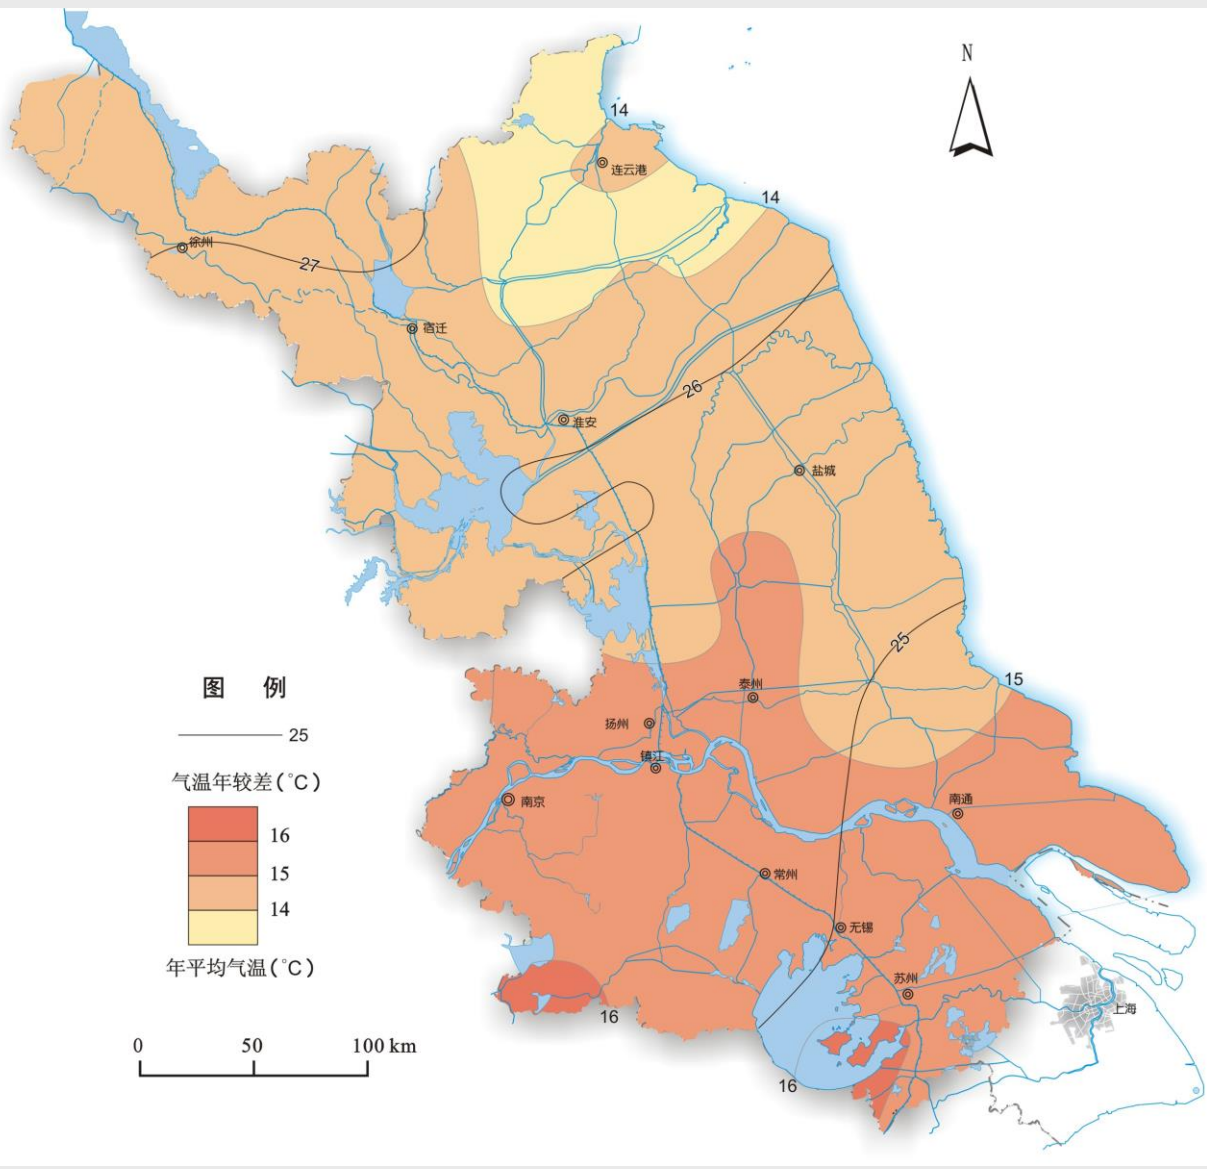 N
14
连云港
14
徐州
27
宿迁
26
淮安
盐城
25
图 例
25
气温年较差(°C)
16
15
14
年平均气温(°C)
0 50 100 km
15
泰州
扬州
镇江
南京
南通
常州
无锡
苏州
上海
16
16